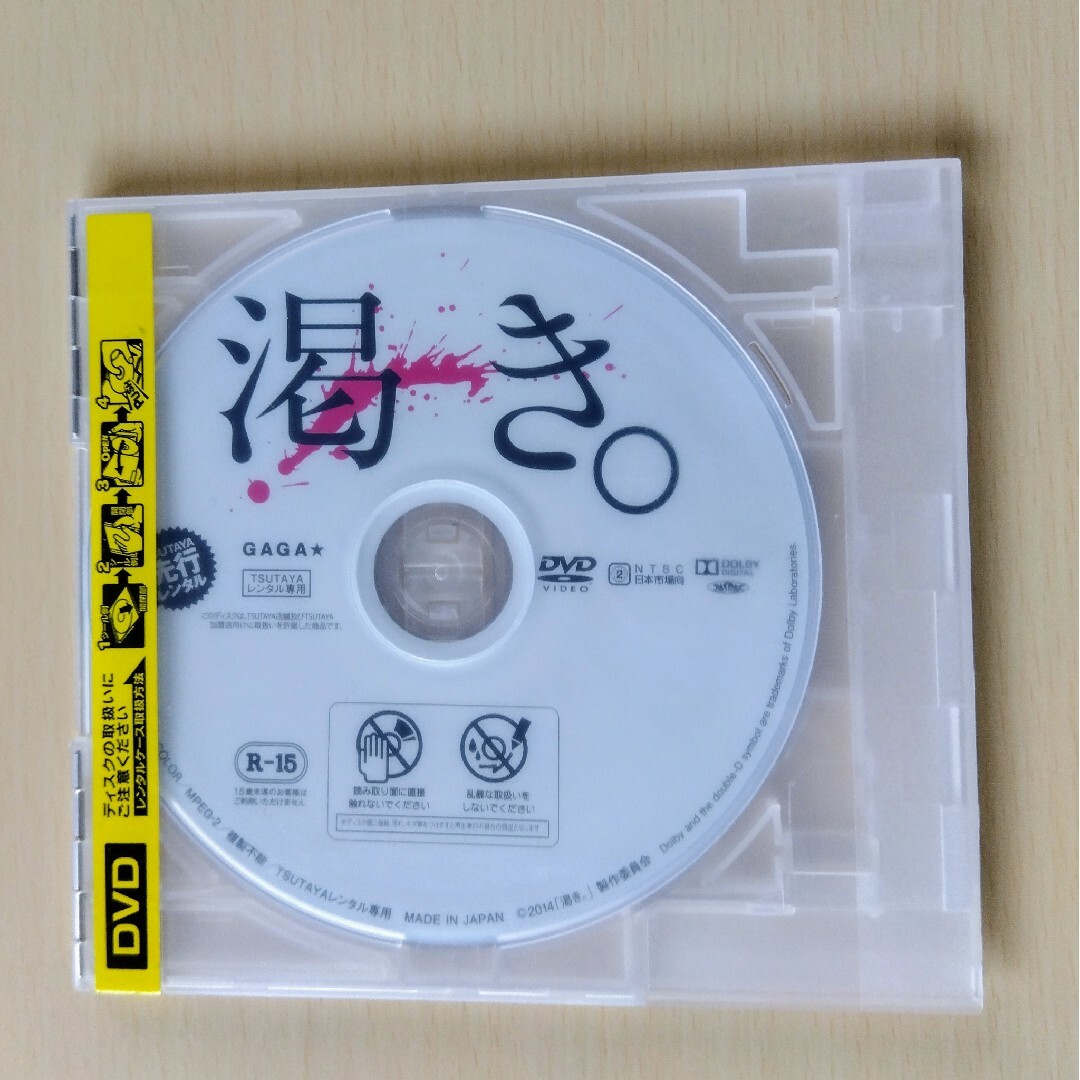 渇き。
GAGA★
TSUTAYA
レンタル専用
このディスクは、TSUTAYA店舗及びTSUTAYA
加盟店向けに取扱いを許諾した商品です。
TSUTAYA
先行
レンタル
DVD
VIDEO
2
NTSC
日本市場向
DOLBY
DIGITAL
R-15
15歳未満のお客様は
ご利用いただけません
読み取り面に直接
触れないでください
乱暴な取扱いを
しないでください
COLOR MPEG-2 複製不能 TSUTAYAレンタル専用 MADE IN JAPAN ©2014「渇き。」製作委員会 Dolby and the double-D symbol are trademarks of Dolby Laboratories.
DVD
ディスクの取扱いに
ご注意ください
レンタルケース取扱方法
1
2
3
OPEN
4
PUSH